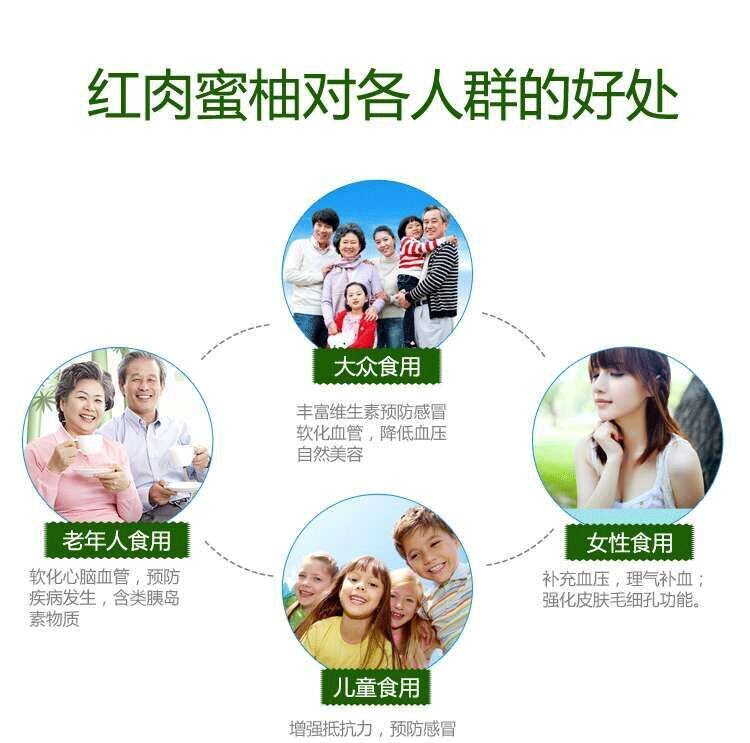 红肉蜜柚对各人群的好处
大众食用
丰富维生素预防感冒
软化血管，降低血压
自然美容
老年人食用
软化心脑血管，预防
疾病发生，含类胰岛
素物质
女性食用
补充血压，理气补血；
强化皮肤毛细孔功能。
儿童食用
增强抵抗力，预防感冒